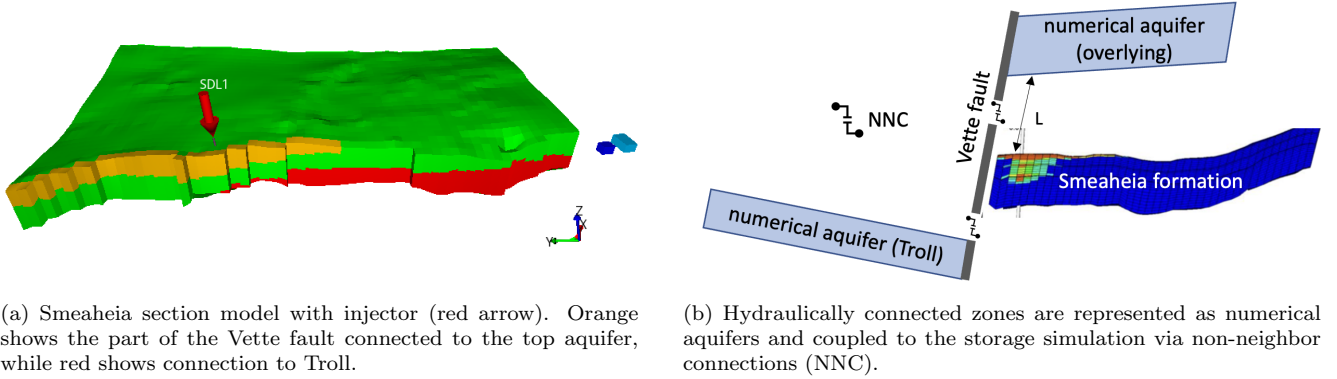 SDL1
Z
X
Y
(a) Smeaheia section model with injector (red arrow). Orange
shows the part of the Vette fault connected to the top aquifer,
while red shows connection to Troll.
numerical aquifer
(overlying)
Vette fault
NNC
L
Smeaheia formation
numerical aquifer (Troll)
(b) Hydraulically connected zones are represented as numerical
aquifers and coupled to the storage simulation via non-neighbor
connections (NNC).